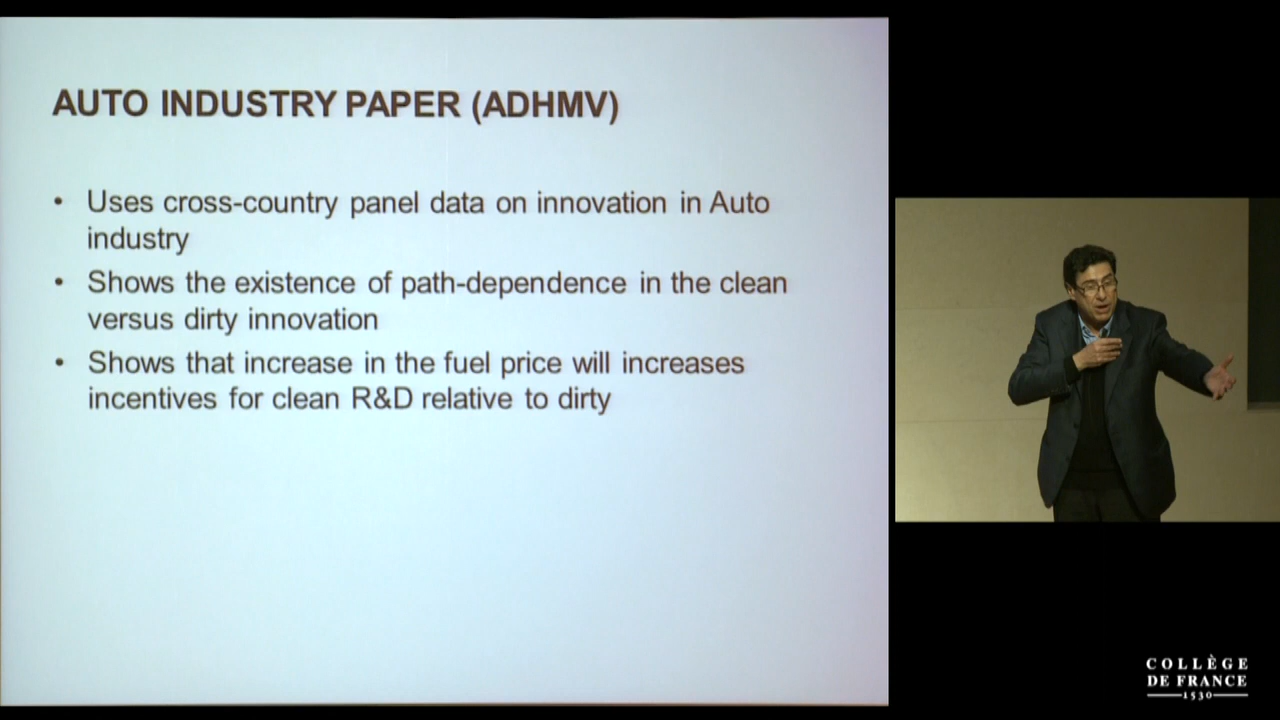 AUTO INDUSTRY PAPER (ADHMV)
• Uses cross-country panel data on innovation in Auto
industry
• Shows the existence of path-dependence in the clean
versus dirty innovation
• Shows that increase in the fuel price will increases
incentives for clean R&D relative to dirty
COLLÈGE
DE FRANCE
1530